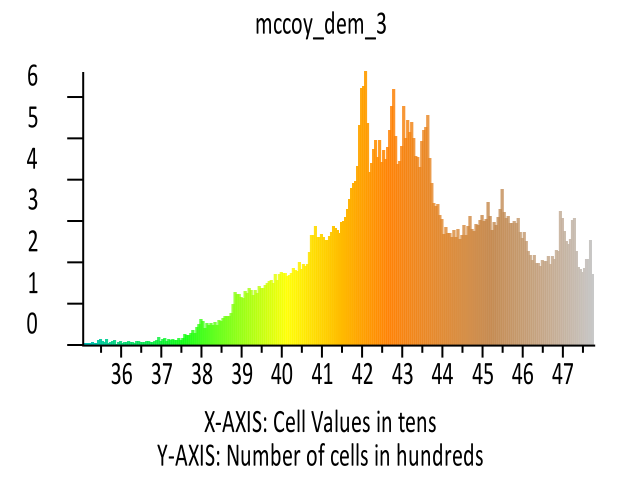 mccoy_dem_3
6
5
4
3
2
1
0
36 37 38 39 40 41 42 43 44 45 46 47
X-AXIS: Cell Values in tens
Y-AXIS: Number of cells in hundreds